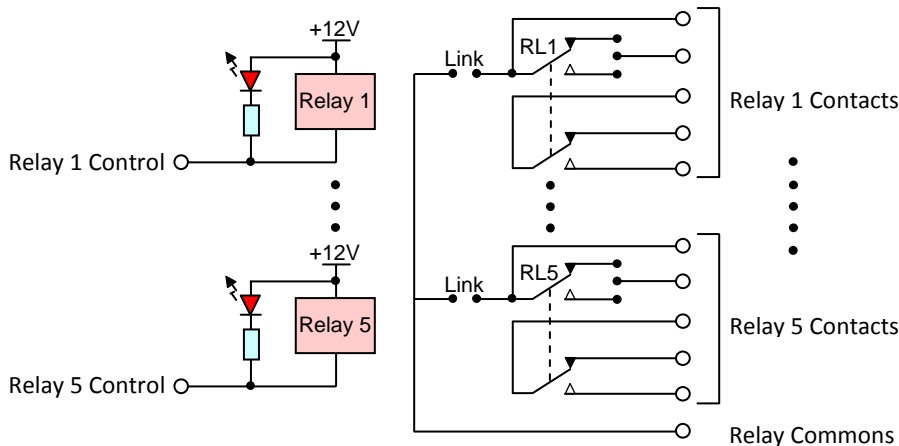 +12V
Link
RL1
Relay 1
Relay 1 Contacts
Relay 1 Control
+12V
Link
RL5
Relay 5
Relay 5 Contacts
Relay 5 Control
Relay Commons